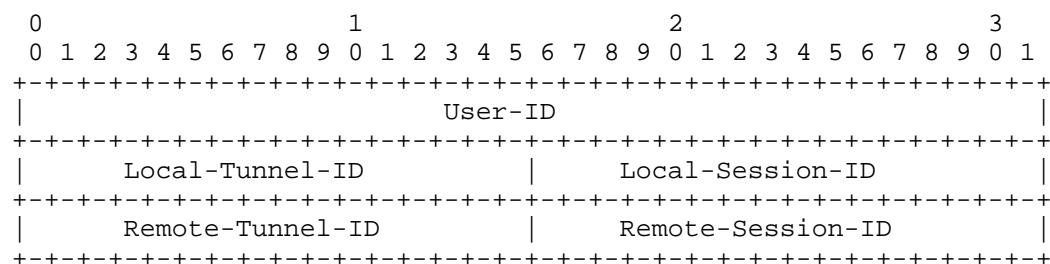 0                   1                   2                   3
 0 1 2 3 4 5 6 7 8 9 0 1 2 3 4 5 6 7 8 9 0 1 2 3 4 5 6 7 8 9 0 1
+-+-+-+-+-+-+-+-+-+-+-+-+-+-+-+-+-+-+-+-+-+-+-+-+-+-+-+-+-+-+-+-+
|                          User-ID                              |
+-+-+-+-+-+-+-+-+-+-+-+-+-+-+-+-+-+-+-+-+-+-+-+-+-+-+-+-+-+-+-+-+
|      Local-Tunnel-ID          |     Local-Session-ID          |
+-+-+-+-+-+-+-+-+-+-+-+-+-+-+-+-+-+-+-+-+-+-+-+-+-+-+-+-+-+-+-+-+
|      Remote-Tunnel-ID         |     Remote-Session-ID         |
+-+-+-+-+-+-+-+-+-+-+-+-+-+-+-+-+-+-+-+-+-+-+-+-+-+-+-+-+-+-+-+-+